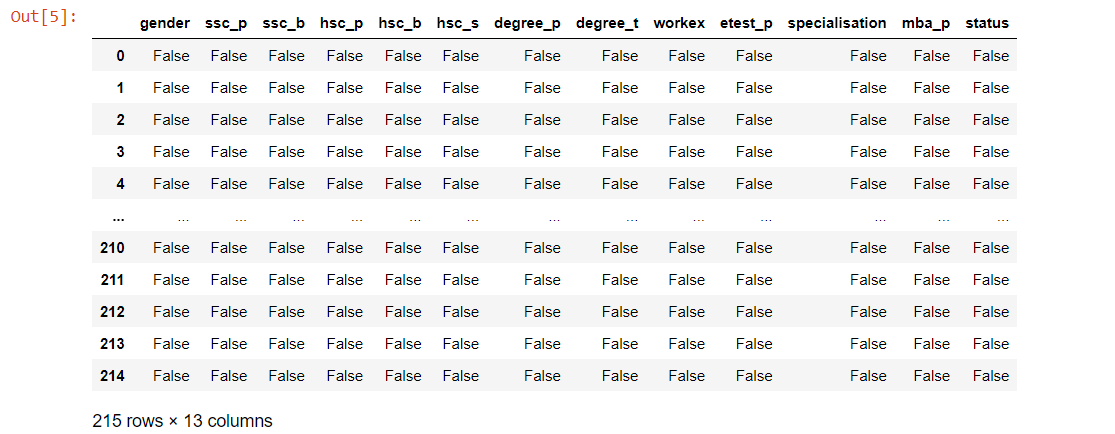 Out[5]:
gender ssc_p ssc_b hsc_p hsc_b hsc_s degree_p degree_t workex etest_p specialisation mba_p status
0 False False False False False False False False False False False False False
1 False False False False False False False False False False False False False
2 False False False False False False False False False False False False False
3 False False False False False False False False False False False False False
4 False False False False False False False False False False False False False
... ... ... ... ... ... ... ... ... ... ... ... ... ...
210 False False False False False False False False False False False False False
211 False False False False False False False False False False False False False
212 False False False False False False False False False False False False False
213 False False False False False False False False False False False False False
214 False False False False False False False False False False False False False
215 rows × 13 columns